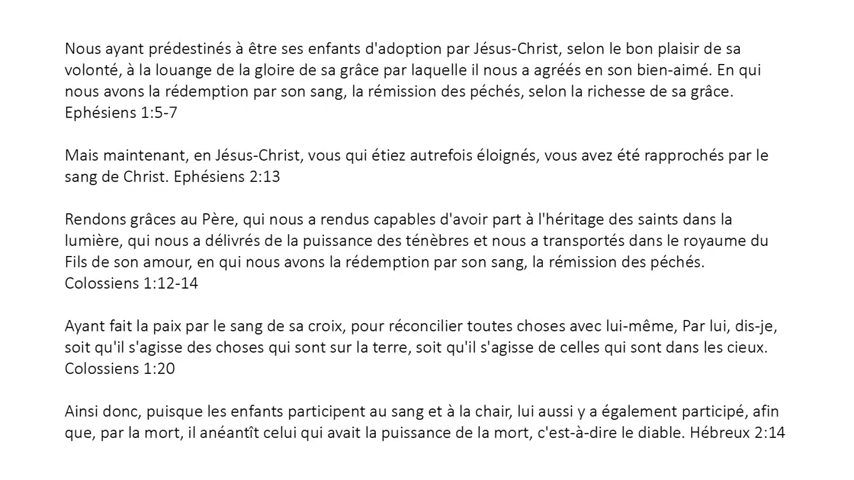 Nous ayant prédestinés à être ses enfants d'adoption par Jésus-Christ, selon le bon plaisir de sa
volonté, à la louange de la gloire de sa grâce par laquelle il nous a agréés en son bien-aimé. En qui
nous avons la rédemption par son sang, la rémission des péchés, selon la richesse de sa grâce.
Ephésiens 1:5-7
Mais maintenant, en Jésus-Christ, vous qui étiez autrefois éloignés, vous avez été rapprochés par le
sang de Christ. Ephésiens 2:13
Rendons grâces au Père, qui nous a rendus capables d'avoir part à l'héritage des saints dans la
lumière, qui nous a délivrés de la puissance des ténèbres et nous a transportés dans le royaume du
Fils de son amour, en qui nous avons la rédemption par son sang, la rémission des péchés.
Colossiens 1:12-14
Ayant fait la paix par le sang de sa croix, pour réconcilier toutes choses avec lui-même, Par lui, dis-je,
soit qu'il s'agisse des choses qui sont sur la terre, soit qu'il s'agisse de celles qui sont dans les cieux.
Colossiens 1:20
Ainsi donc, puisque les enfants participent au sang et à la chair, lui aussi y a également participé, afin
que, par la mort, il anéantît celui qui avait la puissance de la mort, c'est-à-dire le diable. Hébreux 2:14